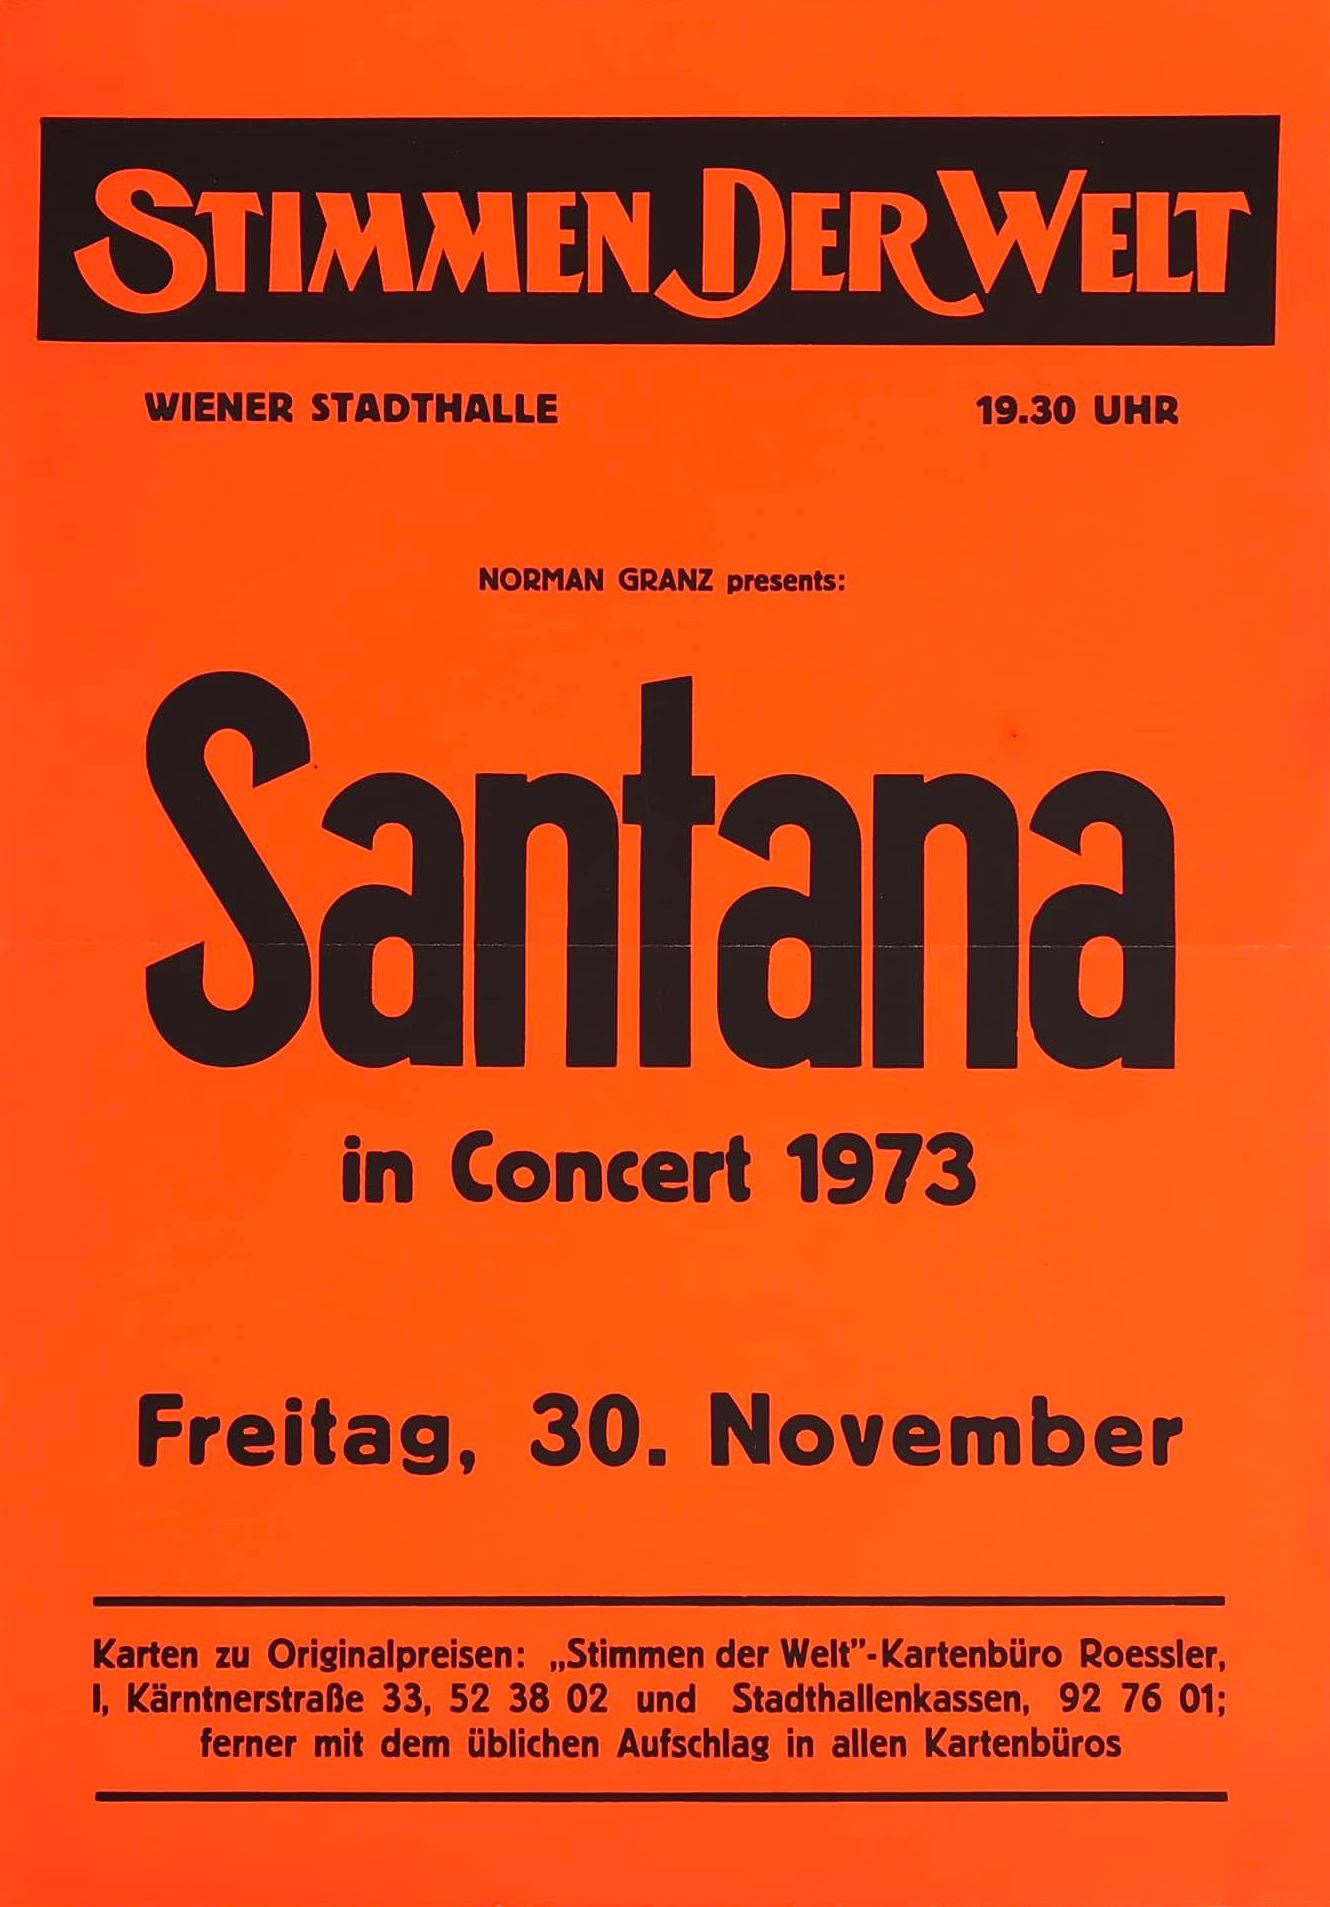 STIMMEN DER WELT
WIENER STADTHALLE 19.30 UHR
NORMAN GRANZ presents:
Santana
in Concert 1973
Freitag, 30. November
Karten zu Originalpreisen: „Stimmen der Welt”-Kartenbüro Roessler,
I, Kärntnerstraße 33, 52 38 02 und Stadthallenkassen, 92 76 01;
ferner mit dem üblichen Aufschlag in allen Kartenbüros